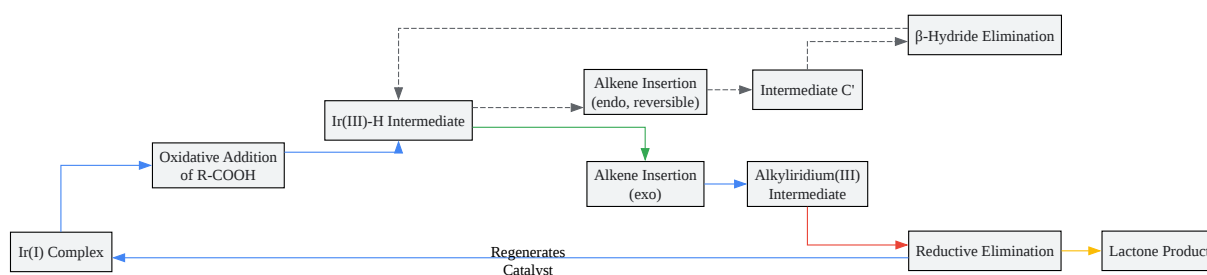 β-Hydride Elimination
Alkene Insertion
(endo, reversible)
Intermediate C'
Ir(III)-H Intermediate
Oxidative Addition
of R-COOH
Alkene Insertion
(exo)
Alkyliridium(III)
Intermediate
Ir(I) Complex
Regenerates
Catalyst
Reductive Elimination
Lactone Product